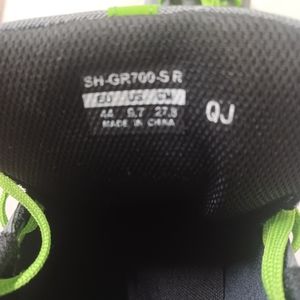 SH-GR700-S R
EU US CM
44 9.7 27.8
MADE IN CHINA
QJ